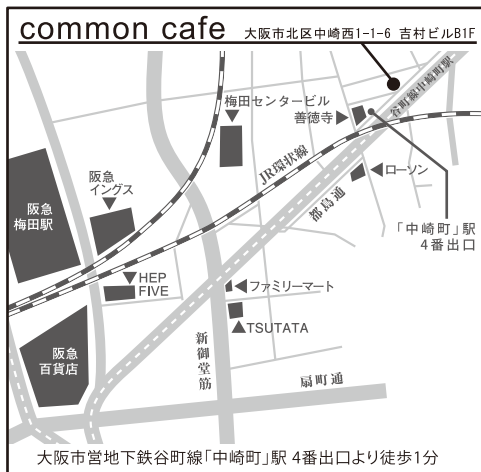 common cafe 大阪市北区中崎西1-1-6 吉村ビルB1F
谷町線中崎町駅
梅田センタービル
善徳寺
JR環状線
阪急
イングス
ローソン
都島通
阪急
梅田駅
「中崎町」駅
4番出口
HEP
FIVE
ファミリーマート
TSUTATA
新御堂筋
阪急
百貨店
扇町通
大阪市営地下鉄谷町線「中崎町」駅 4番出口より徒歩1分